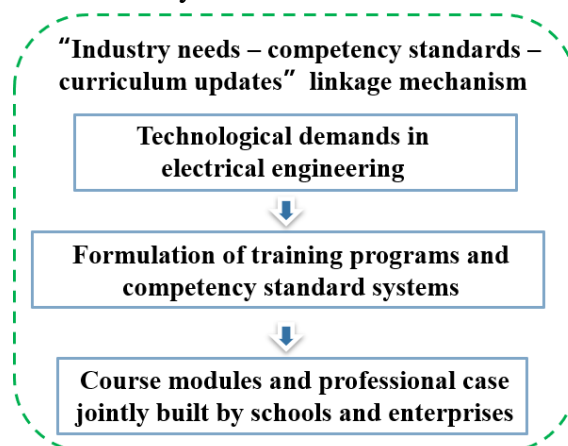 “Industry needs – competency standards –
curriculum updates” linkage mechanism
Technological demands in
electrical engineering
Formulation of training programs and
competency standard systems
Course modules and professional case
jointly built by schools and enterprises